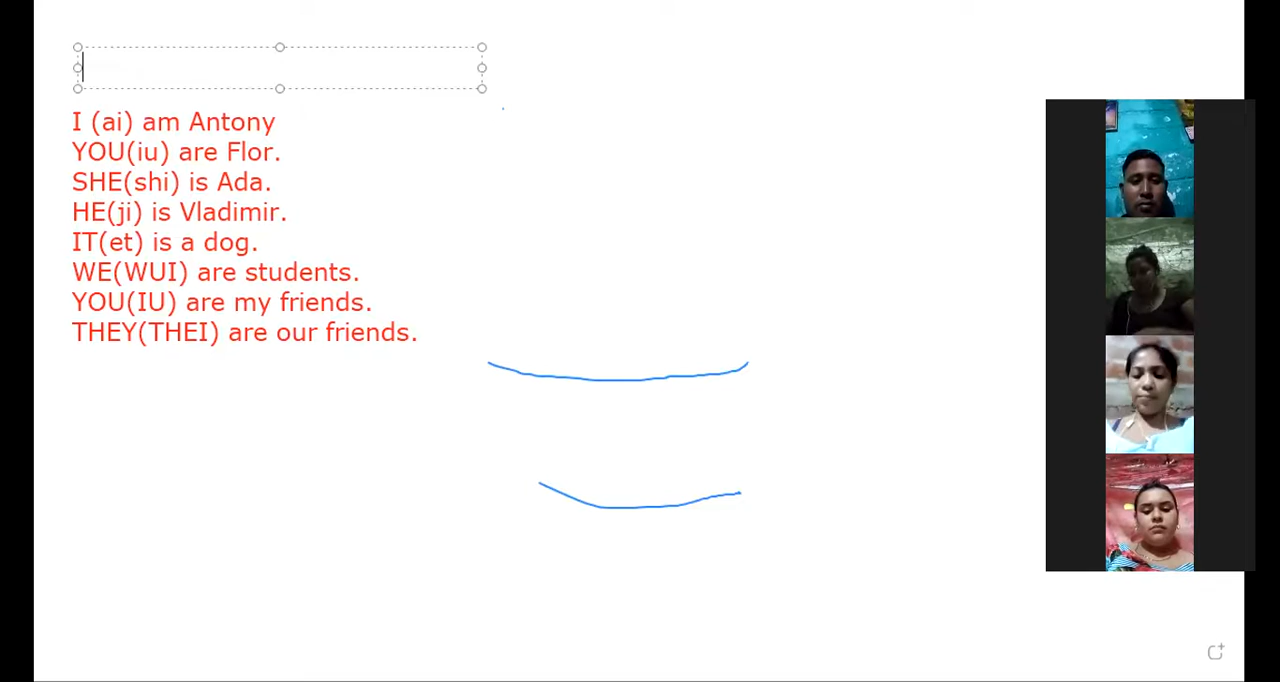 I (ai) am Antony
YOU(iu) are Flor.
SHE(shi) is Ada.
HE(ji) is Vladimir.
IT(et) is a dog.
WE(WUI) are students.
YOU(IU) are my friends.
THEY(THEI) are our friends.